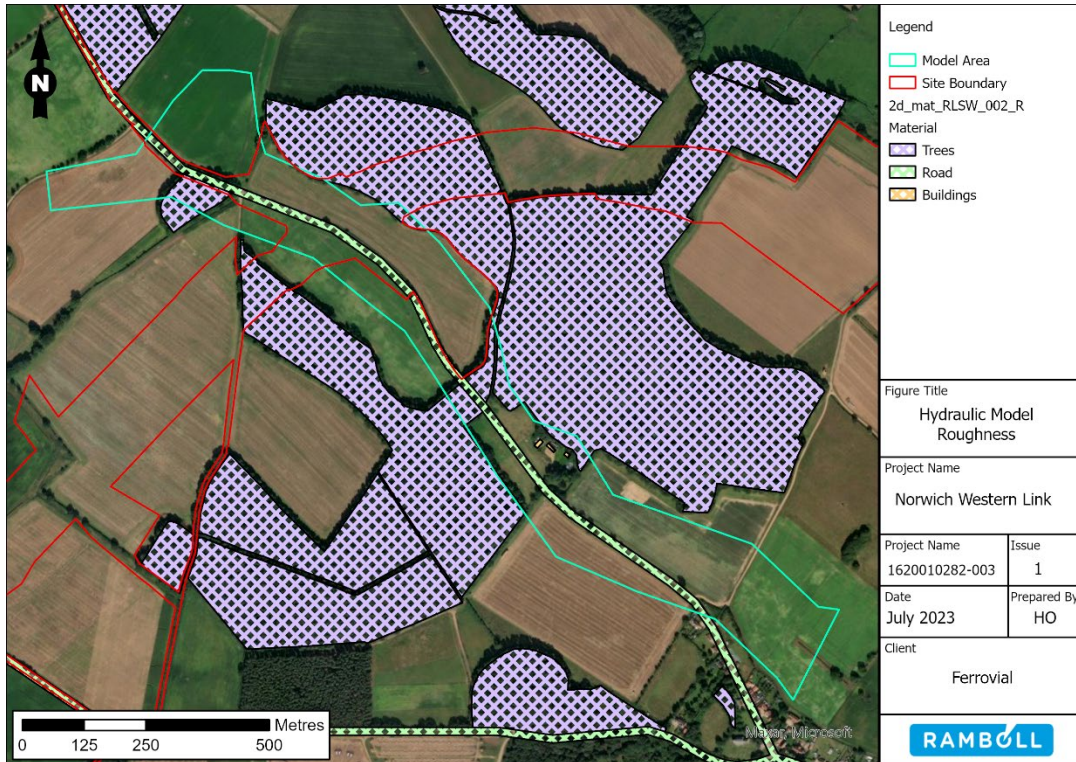 N
Legend
Model Area
Site Boundary
2d_mat_RLSW_002_R
Material
Trees
Road
Buildings
Figure Title
Hydraulic Model
Roughness
Project Name
Norwich Western Link
Project Name
1620010282-003
Issue
1
Date
July 2023
Prepared By
HO
Client
Ferrovial
RAMBOLL
Metres
0 125 250 500
Maxar, Microsoft